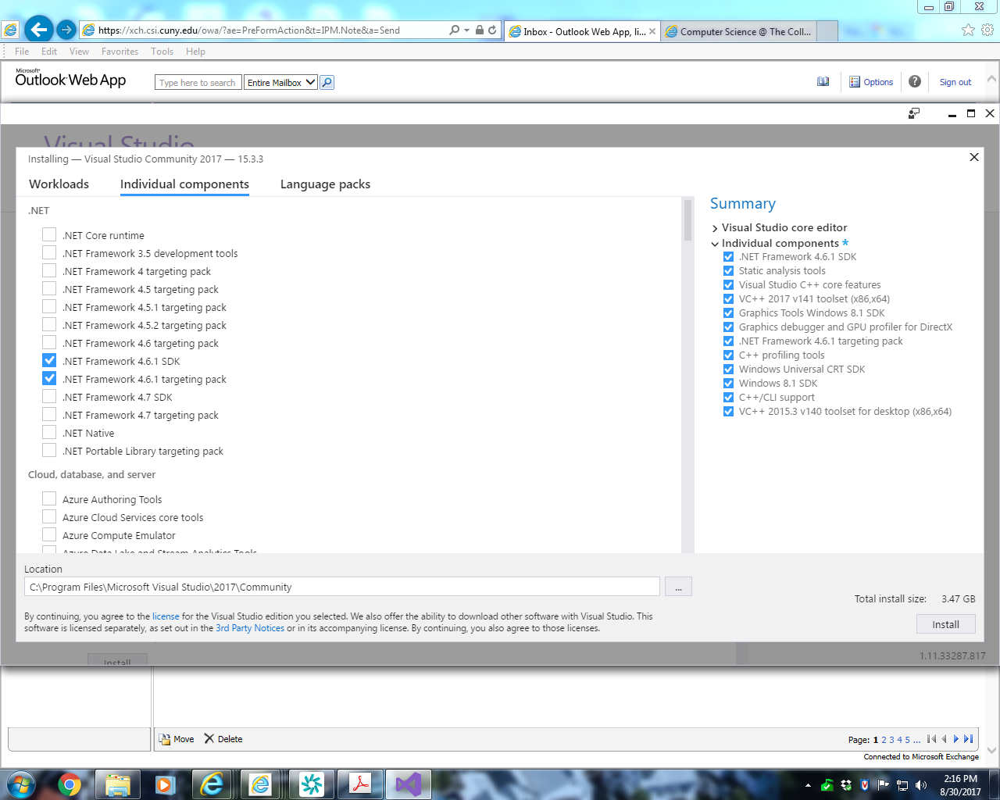 https://xch.csi.cuny.edu/owa/?ae=PreFormAction&t=IPM.Note&a=Send
Inbox - Outlook Web App, li...
Computer Science @ The Coll...
File Edit View Favorites Tools Help
Microsoft
Outlook Web App
Type here to search
Entire Mailbox
Options
Sign out
Visual Studio
Installing — Visual Studio Community 2017 — 15.3.3
Workloads Individual components Language packs
.NET
.NET Core runtime
.NET Framework 3.5 development tools
.NET Framework 4 targeting pack
.NET Framework 4.5 targeting pack
.NET Framework 4.5.1 targeting pack
.NET Framework 4.5.2 targeting pack
.NET Framework 4.6 targeting pack
.NET Framework 4.6.1 SDK
.NET Framework 4.6.1 targeting pack
.NET Framework 4.7 SDK
.NET Framework 4.7 targeting pack
.NET Native
.NET Portable Library targeting pack
Cloud, database, and server
Azure Authoring Tools
Azure Cloud Services core tools
Azure Compute Emulator
Azure Data Lake and Stream Analytics Tools
Summary
Visual Studio core editor
Individual components *
.NET Framework 4.6.1 SDK
Static analysis tools
Visual Studio C++ core features
VC++ 2017 v141 toolset (x86,x64)
Graphics Tools Windows 8.1 SDK
Graphics debugger and GPU profiler for DirectX
.NET Framework 4.6.1 targeting pack
C++ profiling tools
Windows Universal CRT SDK
Windows 8.1 SDK
C++/CLI support
VC++ 2015.3 v140 toolset for desktop (x86,x64)
Location
C:\Program Files\Microsoft Visual Studio\2017\Community
...
By continuing, you agree to the license for the Visual Studio edition you selected. We also offer the ability to download other software with Visual Studio. This
software is licensed separately, as set out in the 3rd Party Notices or in its accompanying license. By continuing, you also agree to those licenses.
Total install size: 3.47 GB
Install
Install
1.11.33287.817
Move Delete
Page: 1 2 3 4 5 ...
Connected to Microsoft Exchange
2:16 PM
8/30/2017